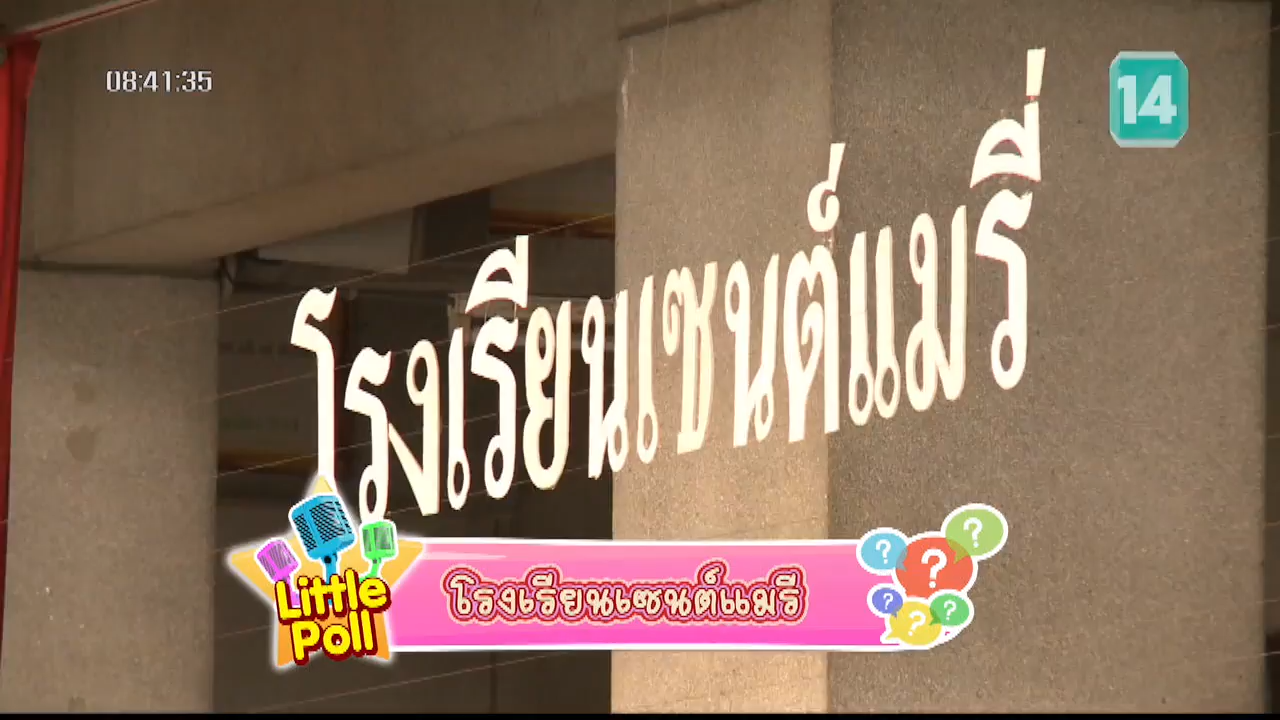 08:41:35
14
โรงเรียนเซนต์แมรี่
Little
Poll
โรงเรียนเซนต์แมรี
? ? ? ? ? ?